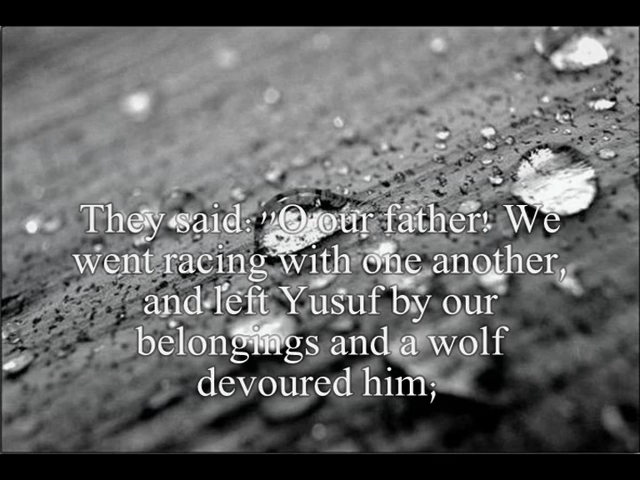 They said: "O our father! We
went racing with one another,
and left Yusuf by our
belongings and a wolf
devoured him;